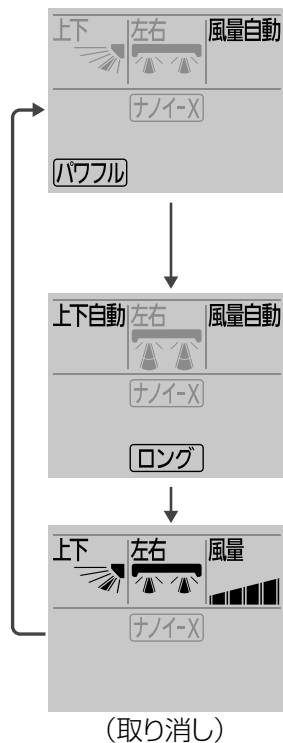 上下 左右 風量自動
ナノイーX
パワフル
上下自動 左右 風量自動
ナノイーX
ロング
上下 左右 風量
ナノイーX
(取り消し)